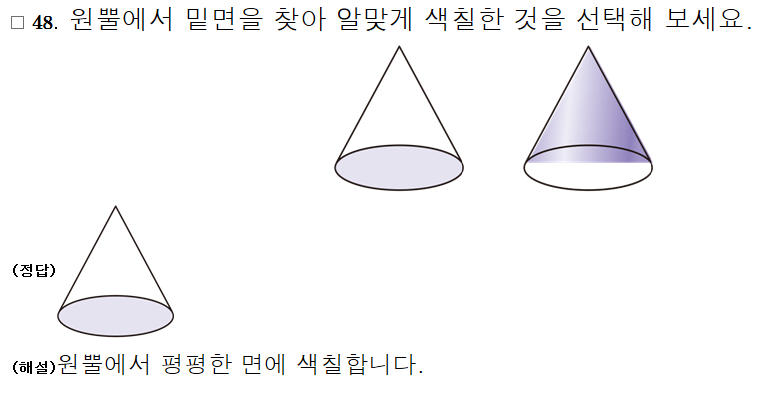 □ 48. 원뿔에서 밑면을 찾아 알맞게 색칠한 것을 선택해 보세요.
(정답)
(해설)원뿔에서 평평한 면에 색칠합니다.